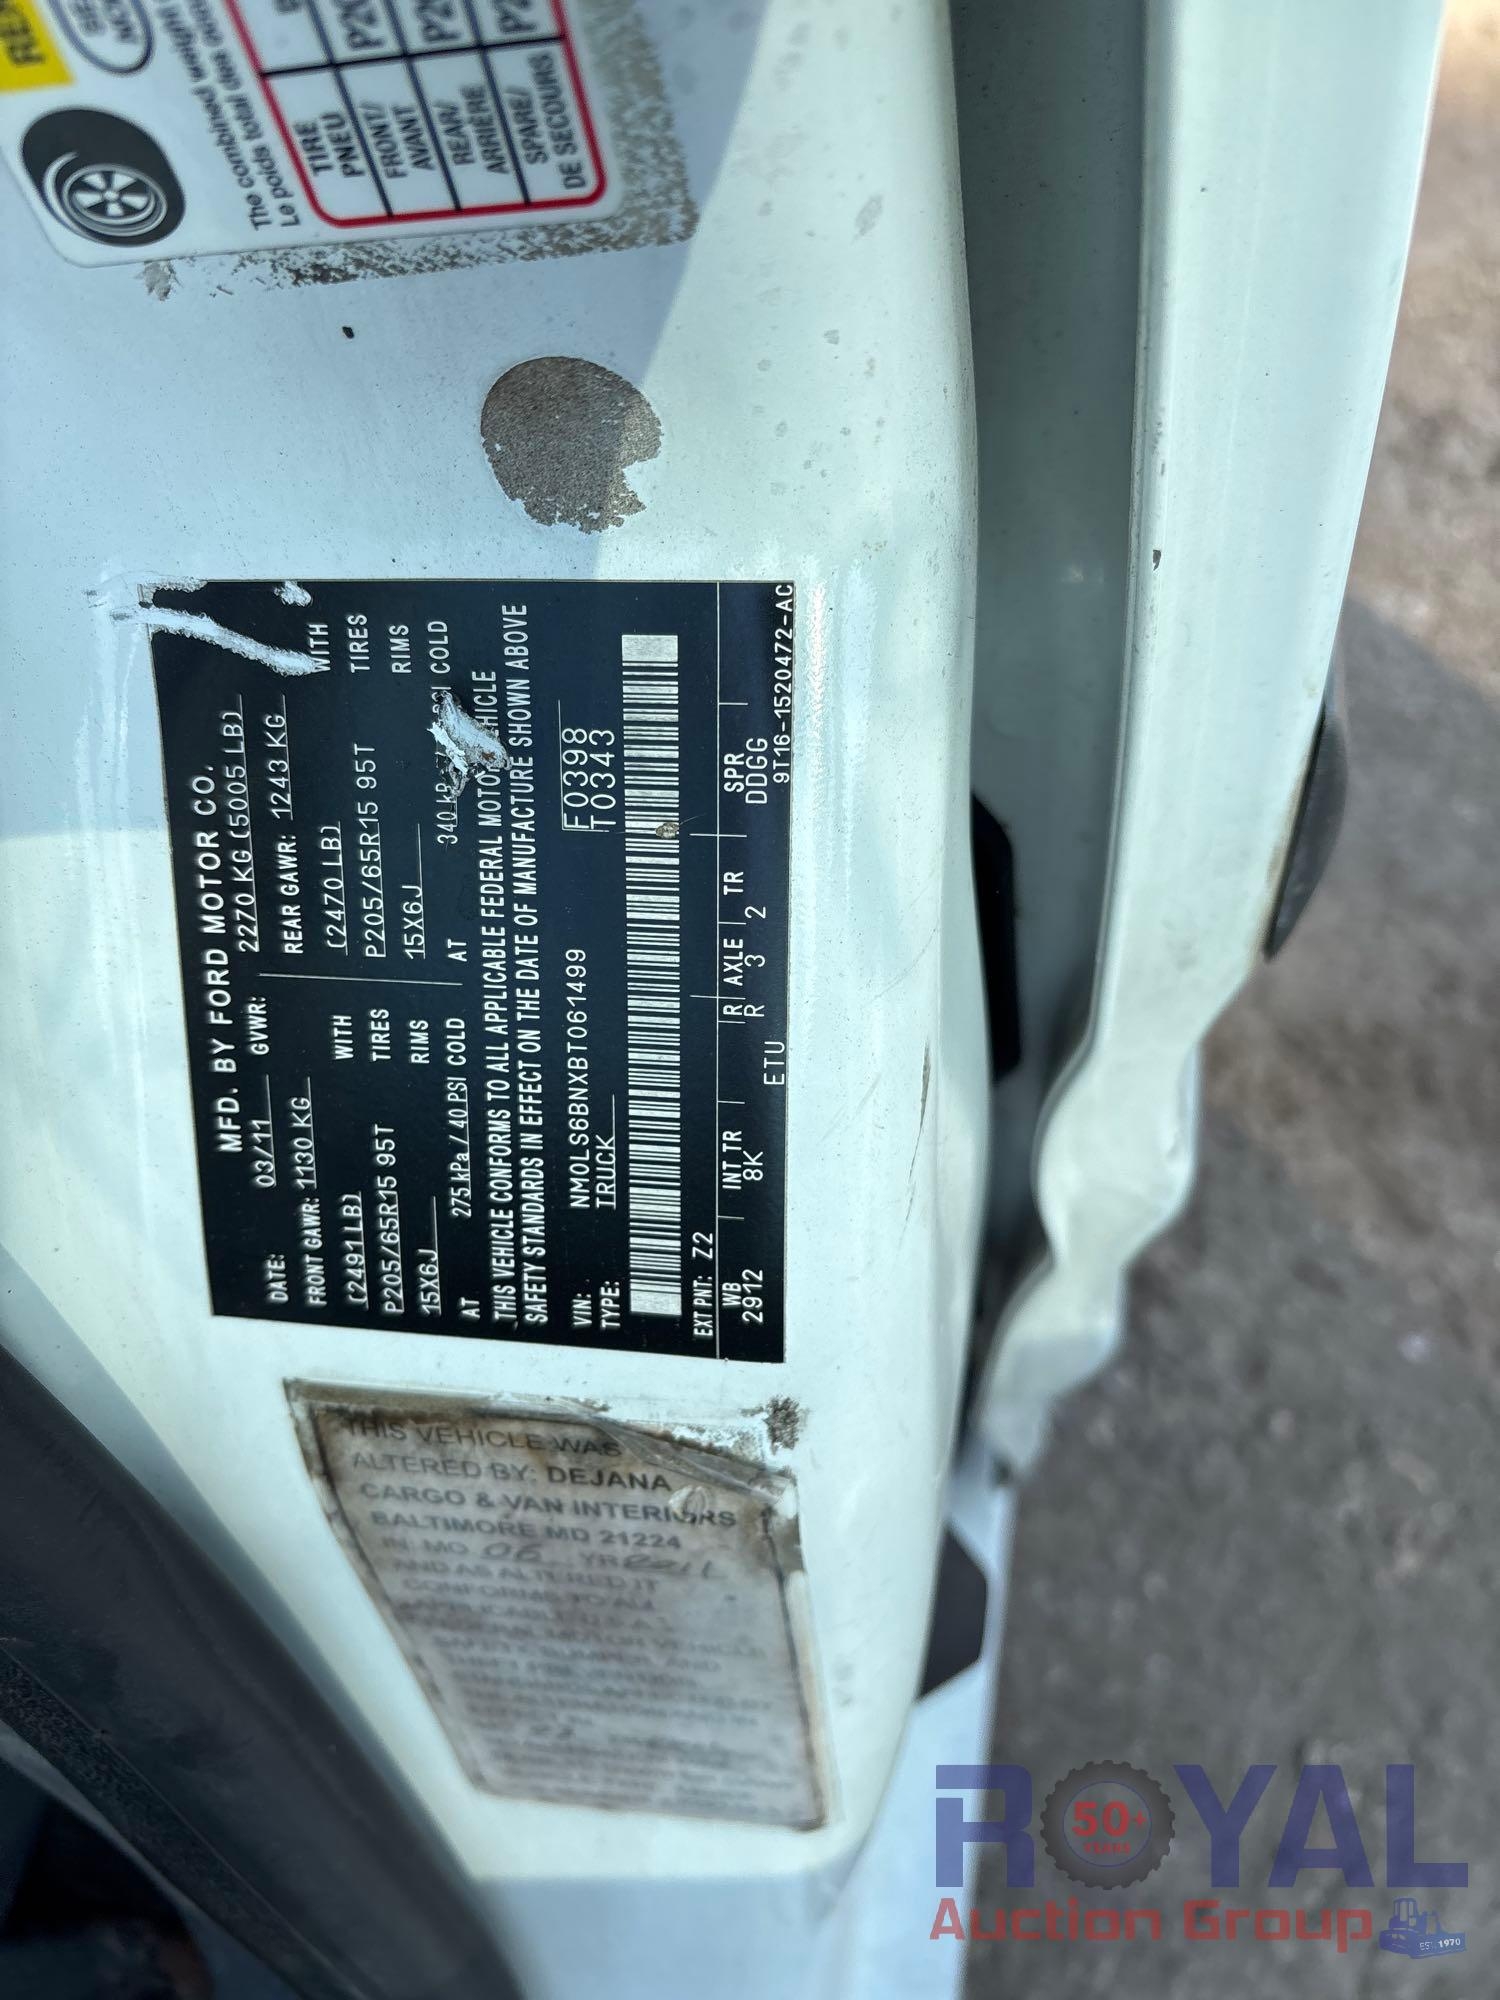 The combined weight
Le poids total des occu
TIRE
PNEU
FRONT/
AVANT
REAR/
ARRIÈRE
SPARE/
DE SECOURS
MFD. BY FORD MOTOR CO.
DATE: 03/11 GVWR: 2270 KG (5005 LB)
FRONT GAWR: 1130 KG REAR GAWR: 1243 KG
(2491LB) WITH (2470 LB) WITH
P205/65R15 95T TIRES P205/65R15 95T TIRES
15X6J RIMS 15X6J RIMS
AT 275 kPa / 40 PSI COLD AT 340 COLD
THIS VEHICLE CONFORMS TO ALL APPLICABLE FEDERAL MOTOR VEHICLE
SAFETY STANDARDS IN EFFECT ON THE DATE OF MANUFACTURE SHOWN ABOVE
VIN: NM0LS6BNXBT061499 F0398
TYPE: TRUCK T0343
EXT PNT: Z2
WB INT TR R AXLE TR SPR
2912 8K R 3 2 DDGG
ETU 9T16-1520472-AC
THIS VEHICLE WAS
ALTERED BY: DEJANA
CARGO & VAN INTERIORS
BALTIMORE MD 21224
IN: MO 06 YR 2011
AND AS ALTERED IT
CONFORMS TO ALL
ROYAL
50+
YEARS
Auction Group
EST. 1970